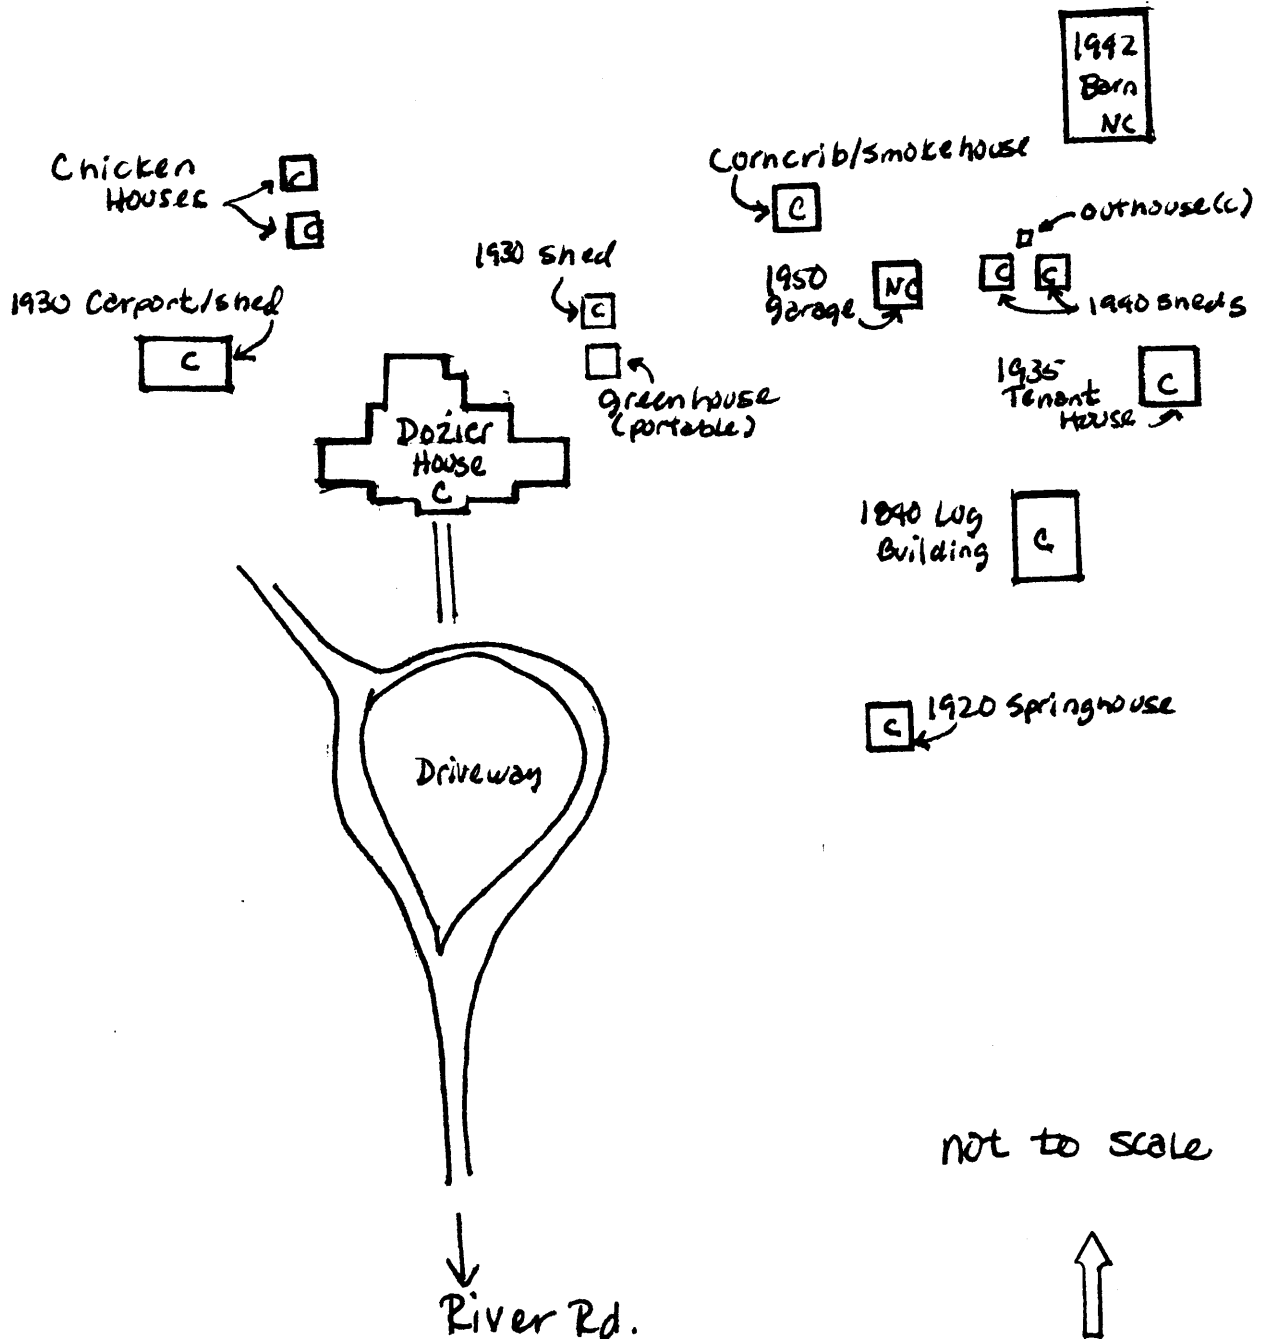 1942
Barn
NC
Corncrib/smokehouse
C
Chicken
Houses
C
C
outhouse(c)
1930 shed
C
1950
garage
NC
C
C
1940 sheds
1930 Carport/shed
C
greenhouse
(portable)
1935
Tenant
House
C
Dozier
House
C
1840 Log
Building
C
C
1920 Springhouse
Driveway
not to scale
River Rd.